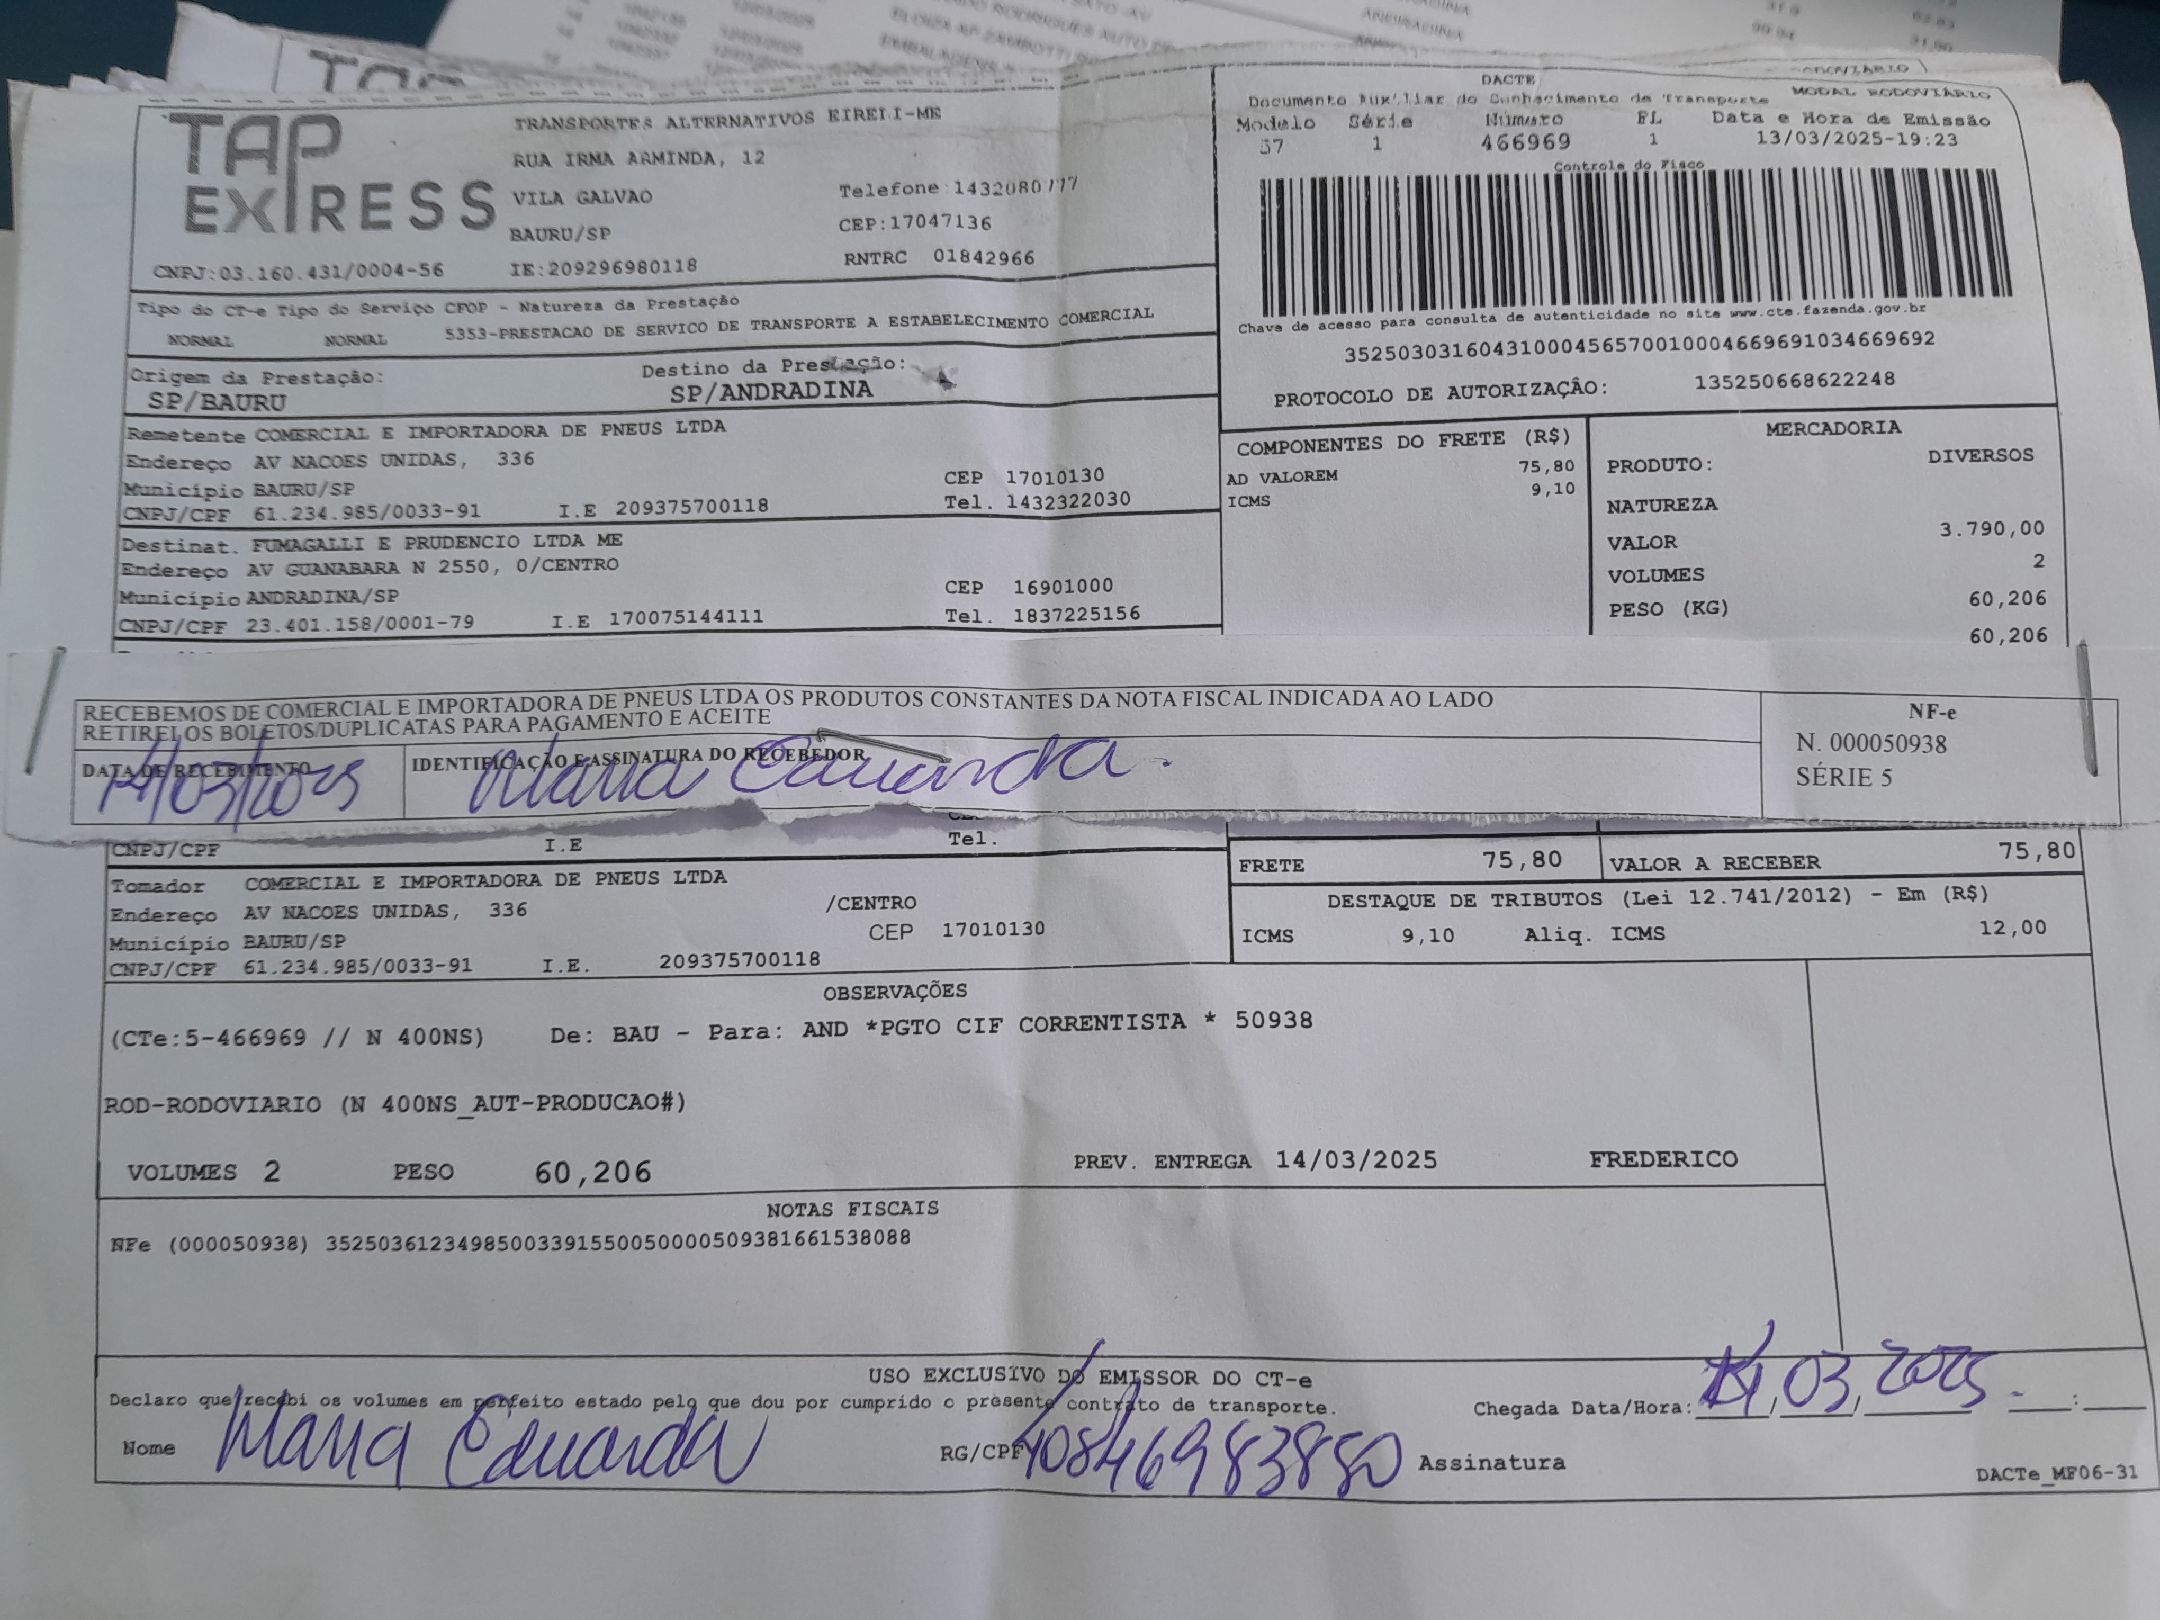 TAP EXPRESS
TRANSPORTES ALTERNATIVOS EIRELI-ME
RUA IRMA ARMINDA, 12
VILA GALVAO Telefone:1432080777
BAURU/SP CEP:17047136
CNPJ:03.160.431/0004-56 IE:209296980118 RNTRC 01842966
DACTE
Documento Auxiliar do Conhecimento de Transporte MODAL RODOVIÁRIO
Modelo Série Número FL Data e Hora de Emissão
57 1 466969 1 13/03/2025-19:23
Controle do Fisco
Chave de acesso para consulta de autenticidade no site www.cte.fazenda.gov.br
35250303160431000456570010004669691034669692
PROTOCOLO DE AUTORIZAÇÃO: 135250668622248
Tipo do CT-e Tipo do Serviço CFOP - Natureza da Prestação
NORMAL NORMAL 5353-PRESTACAO DE SERVICO DE TRANSPORTE A ESTABELECIMENTO COMERCIAL
Origem da Prestação: Destino da Prestação:
SP/BAURU SP/ANDRADINA
Remetente COMERCIAL E IMPORTADORA DE PNEUS LTDA
Endereço AV NACOES UNIDAS, 336
Município BAURU/SP CEP 17010130
CNPJ/CPF 61.234.985/0033-91 I.E 209375700118 Tel. 1432322030
Destinat. FUMAGALLI E PRUDENCIO LTDA ME
Endereço AV GUANABARA N 2550, 0/CENTRO
Município ANDRADINA/SP CEP 16901000
CNPJ/CPF 23.401.158/0001-79 I.E 170075144111 Tel. 1837225156
COMPONENTES DO FRETE (R$)
AD VALOREM 75,80
ICMS 9,10
MERCADORIA
PRODUTO: DIVERSOS
NATUREZA
VALOR 3.790,00
VOLUMES 2
PESO (KG) 60,206
60,206
RECEBEMOS DE COMERCIAL E IMPORTADORA DE PNEUS LTDA OS PRODUTOS CONSTANTES DA NOTA FISCAL INDICADA AO LADO
RETIREI OS BOLETOS/DUPLICATAS PARA PAGAMENTO E ACEITE
DATA DE RECEBIMENTO IDENTIFICAÇÃO E ASSINATURA DO RECEBEDOR
14/03/2025 Maria Eduarda.
NF-e
N. 000050938
SÉRIE 5
CNPJ/CPF I.E Tel.
FRETE 75,80 VALOR A RECEBER 75,80
Tomador COMERCIAL E IMPORTADORA DE PNEUS LTDA
Endereço AV NACOES UNIDAS, 336 /CENTRO
Município BAURU/SP CEP 17010130
CNPJ/CPF 61.234.985/0033-91 I.E. 209375700118
DESTAQUE DE TRIBUTOS (Lei 12.741/2012) - Em (R$)
ICMS 9,10 Aliq. ICMS 12,00
OBSERVAÇÕES
(CTe:5-466969 // N 400NS) De: BAU - Para: AND *PGTO CIF CORRENTISTA * 50938
ROD-RODOVIARIO (N 400NS_AUT-PRODUCAO#)
VOLUMES 2 PESO 60,206 PREV. ENTREGA 14/03/2025 FREDERICO
NOTAS FISCAIS
NFe (000050938) 35250361234985003391550050000509381661538088
USO EXCLUSIVO DO EMISSOR DO CT-e
Declaro que recebi os volumes em perfeito estado pelo que dou por cumprido o presente contrato de transporte.
Chegada Data/Hora: 14,03,2025 :
Nome Maria Eduarda RG/CPF 40846983880 Assinatura
DACTe_MF06-31